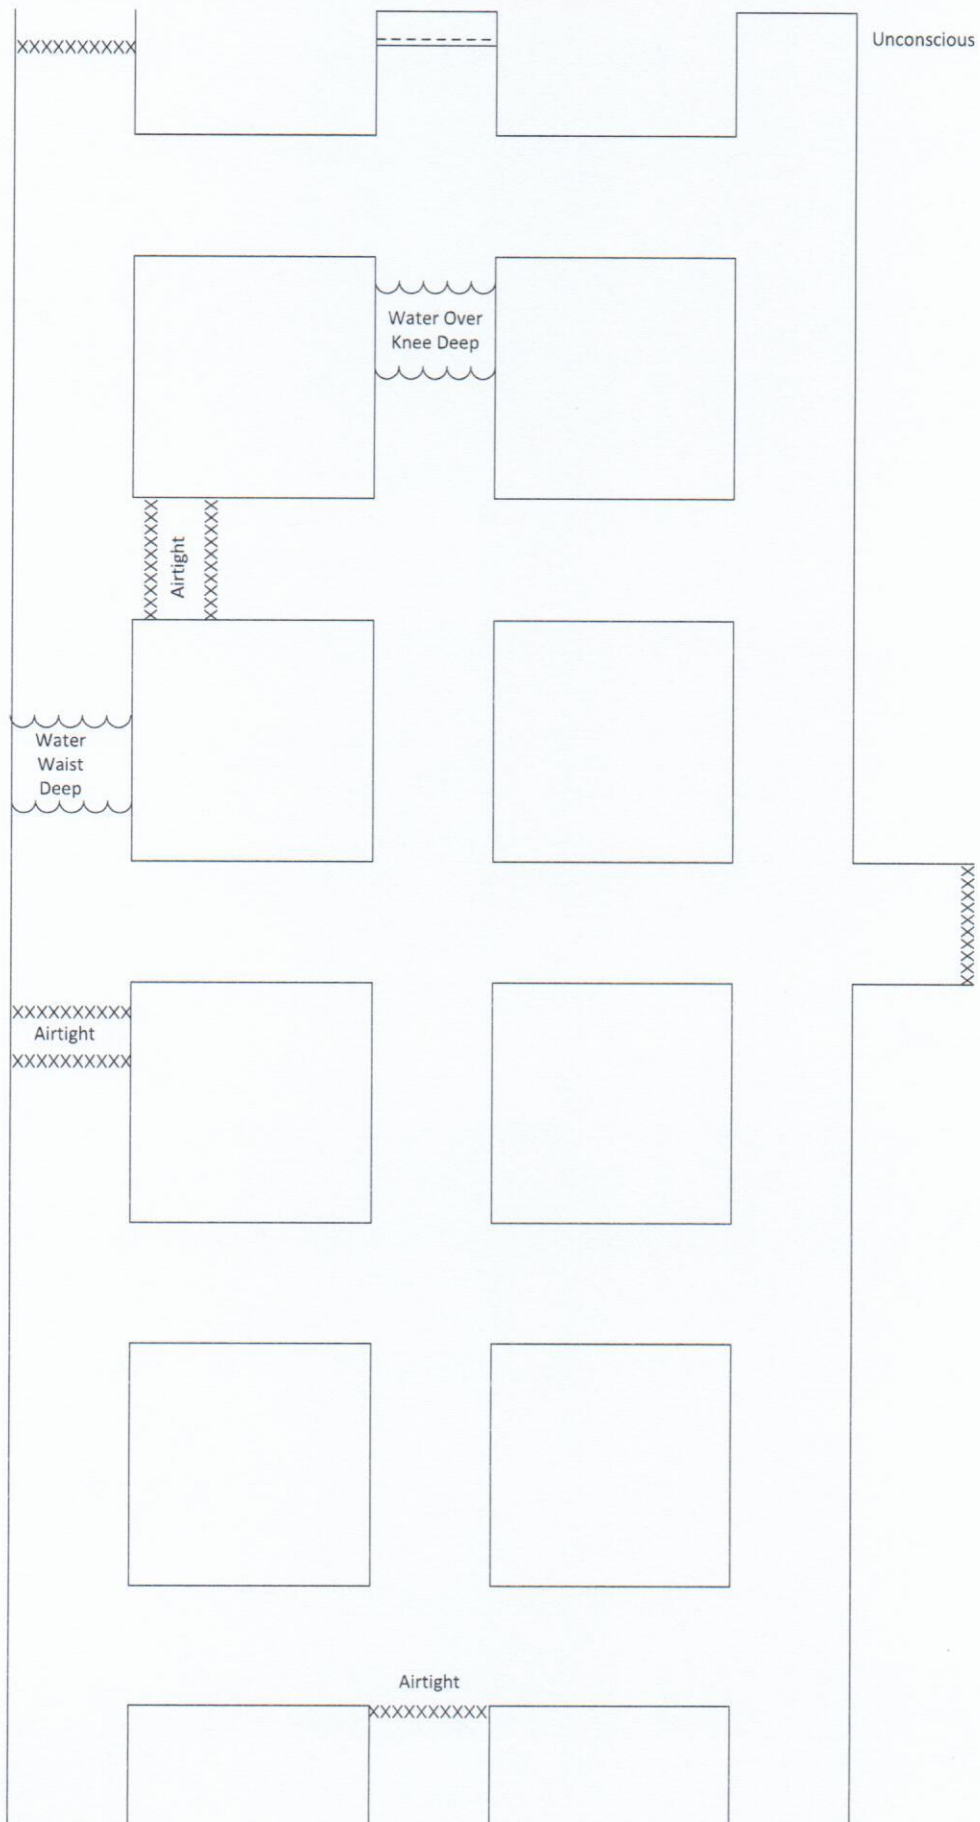 Unconscious
Water Over
Knee Deep
Airtight
Water
Waist
Deep
Airtight
Airtight